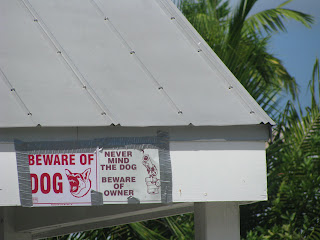 BEWARE OF
DOG
NEVER
MIND
THE DOG
BEWARE
OF
OWNER